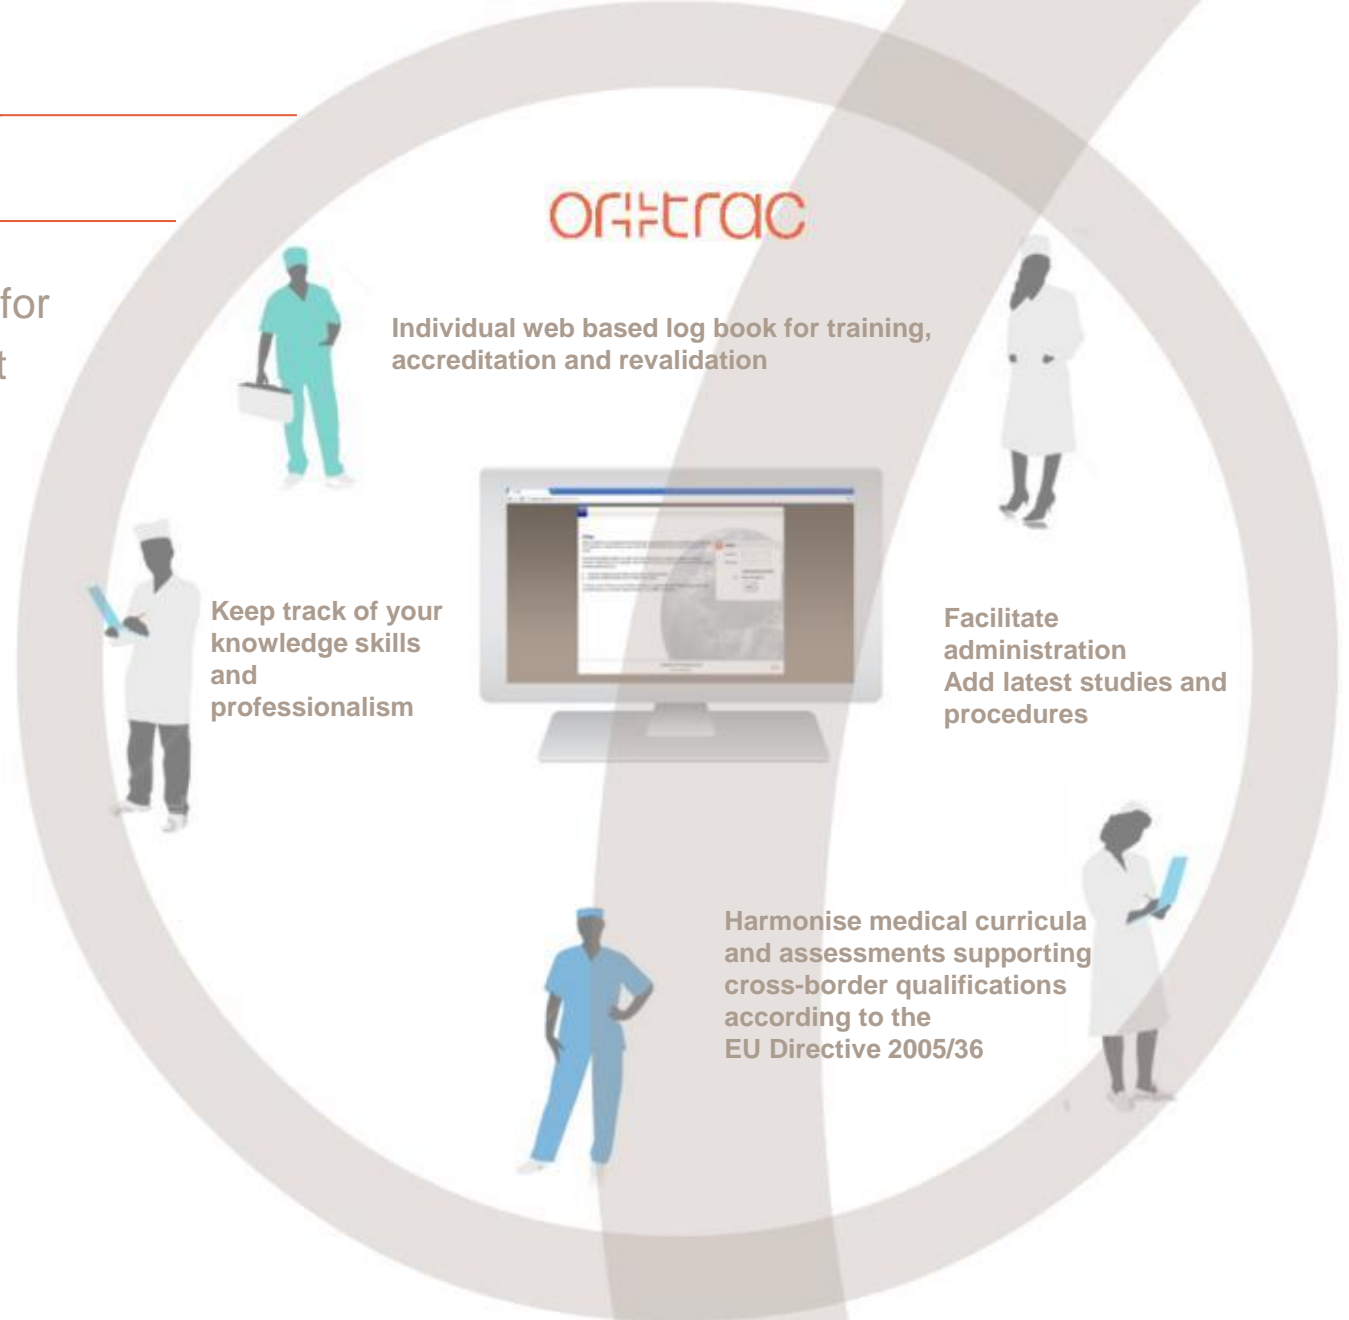 or::trac
for
t
Individual web based log book for training,
accreditation and revalidation
Keep track of your
knowledge skills
and
professionalism
Facilitate
administration
Add latest studies and
procedures
Harmonise medical curricula
and assessments supporting
cross-border qualifications
according to the
EU Directive 2005/36